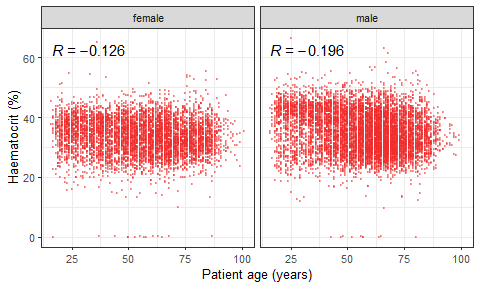 female
male
R = −0.126
R = −0.196
Haematocrit (%)
60
40
20
0
25
50
75
100
25
50
75
100
Patient age (years)